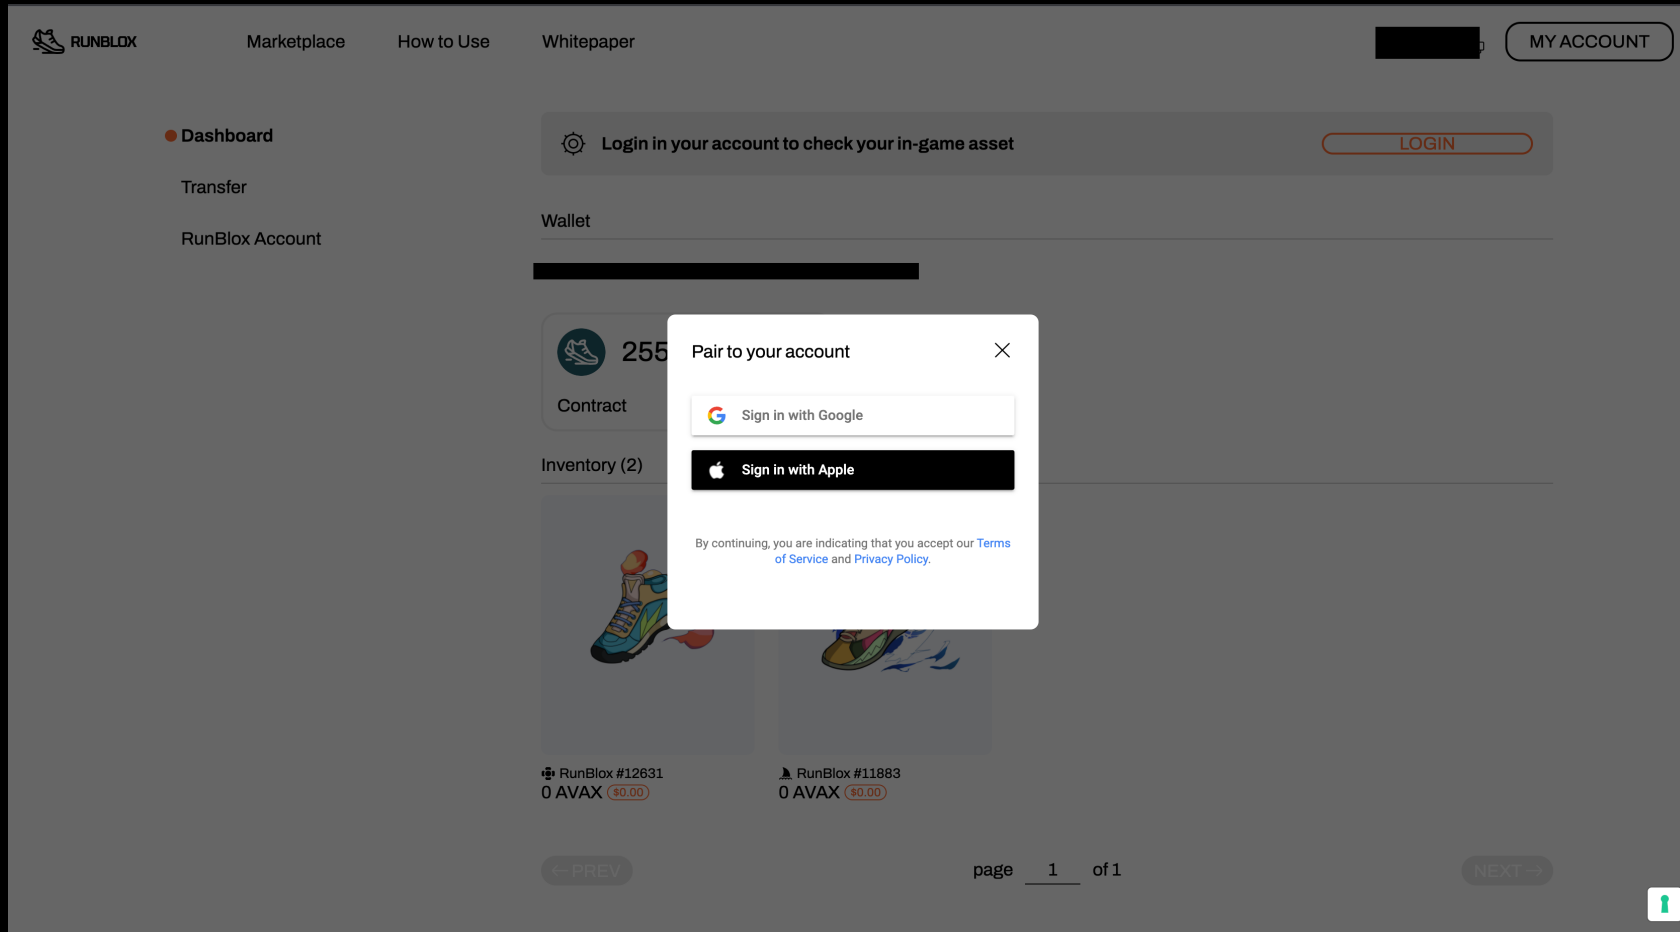 RUNBLOX
Marketplace
How to Use
Whitepaper
MY ACCOUNT
Dashboard
Transfer
RunBlox Account
Login in your account to check your in-game asset
LOGIN
Wallet
255
Contract
Pair to your account
Sign in with Google
Sign in with Apple
By continuing, you are indicating that you accept our Terms
of Service and Privacy Policy.
Inventory (2)
RunBlox #12631
0 AVAX $0.00
RunBlox #11883
0 AVAX $0.00
← PREV
page 1 of 1
NEXT →